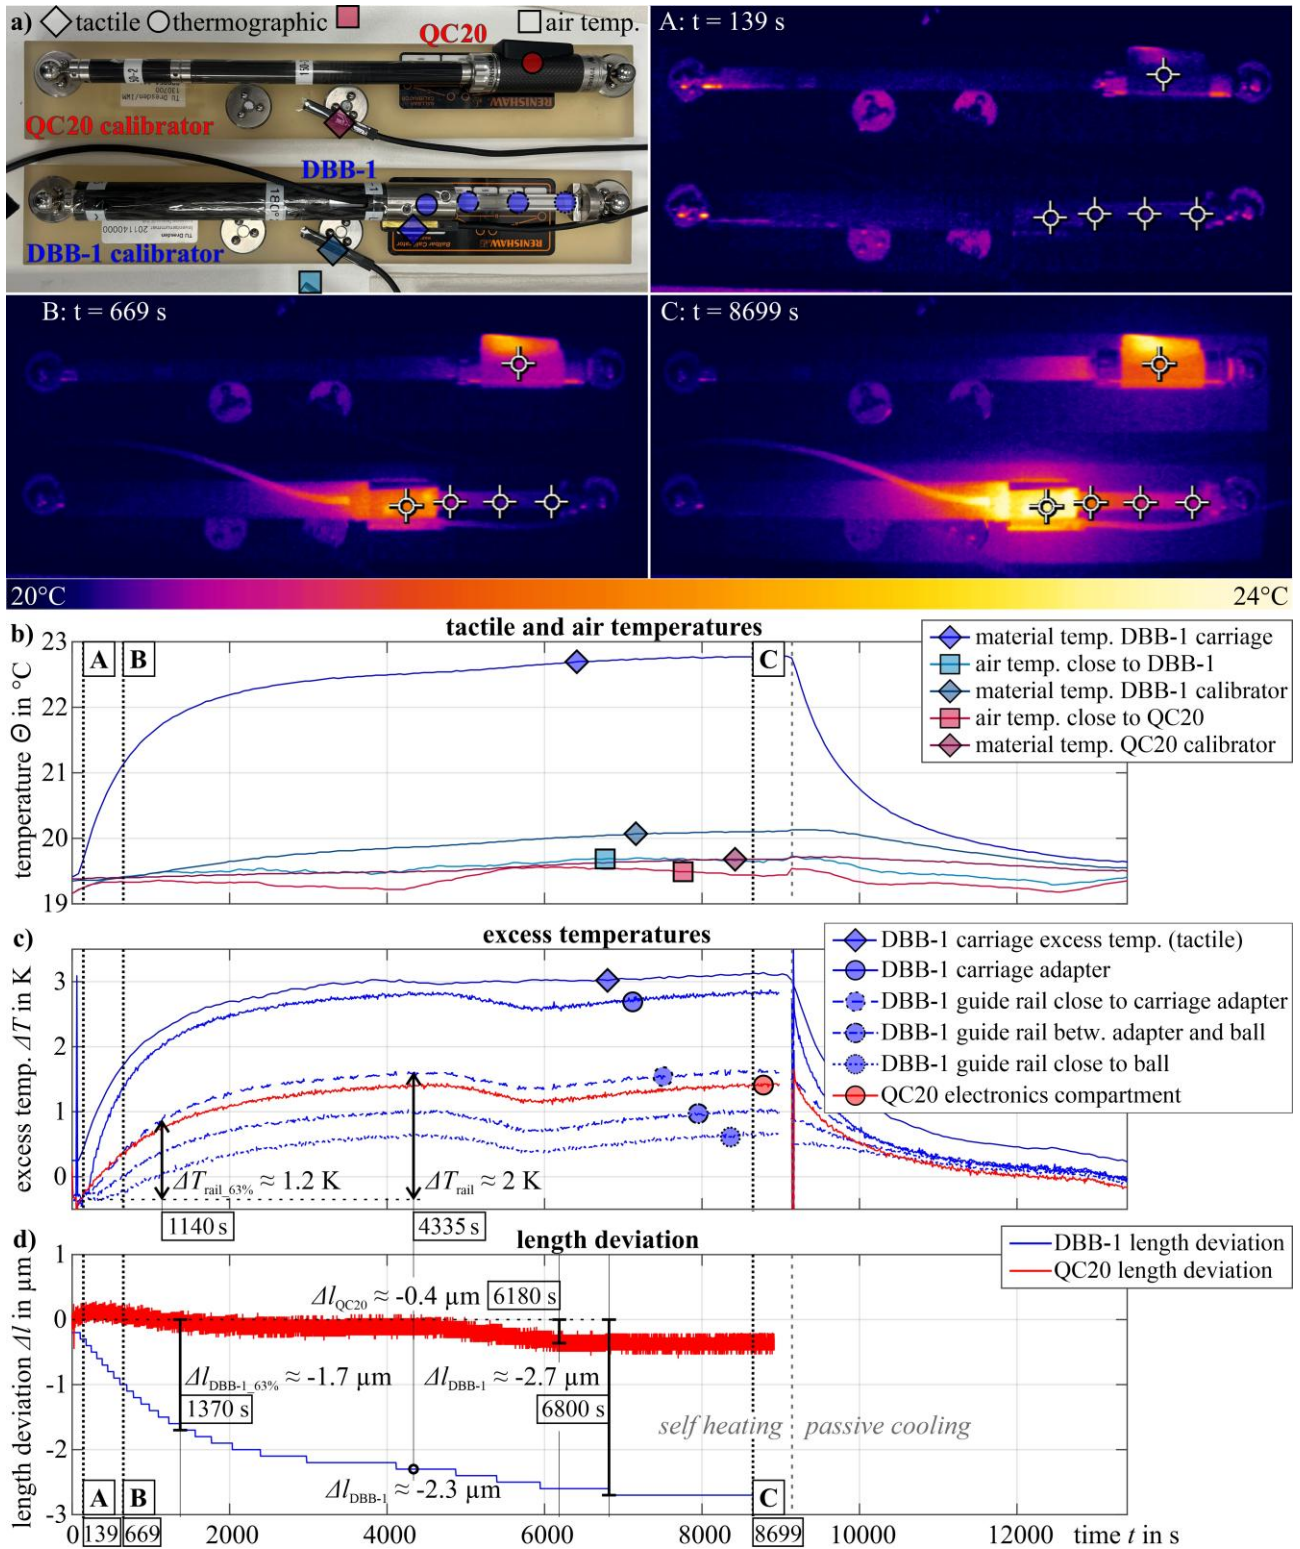 a) tactile thermographic air temp.
QC20
QC20 calibrator
DBB-1
DBB-1 calibrator
RENISHAW
RENISHAW
A: t = 139 s
B: t = 669 s
C: t = 8699 s
20°C 24°C
b) tactile and air temperatures
temperature Θ in °C
23
22
21
20
19
A B C
material temp. DBB-1 carriage
air temp. close to DBB-1
material temp. DBB-1 calibrator
air temp. close to QC20
material temp. QC20 calibrator
c) excess temperatures
excess temp. ΔT in K
3
2
1
0
DBB-1 carriage excess temp. (tactile)
DBB-1 carriage adapter
DBB-1 guide rail close to carriage adapter
DBB-1 guide rail betw. adapter and ball
DBB-1 guide rail close to ball
QC20 electronics compartment
ΔTrail_63% ≈ 1.2 K
ΔTrail ≈ 2 K
1140 s
4335 s
d) length deviation
length deviation Δl in µm
1
0
-1
-2
-3
DBB-1 length deviation
QC20 length deviation
ΔlQC20 ≈ -0.4 µm 6180 s
ΔlDBB-1_63% ≈ -1.7 µm
ΔlDBB-1 ≈ -2.7 µm
1370 s
6800 s
self heating passive cooling
ΔlDBB-1 ≈ -2.3 µm
A B C
0 139 669 2000 4000 6000 8000 8699 10000 12000 time t in s